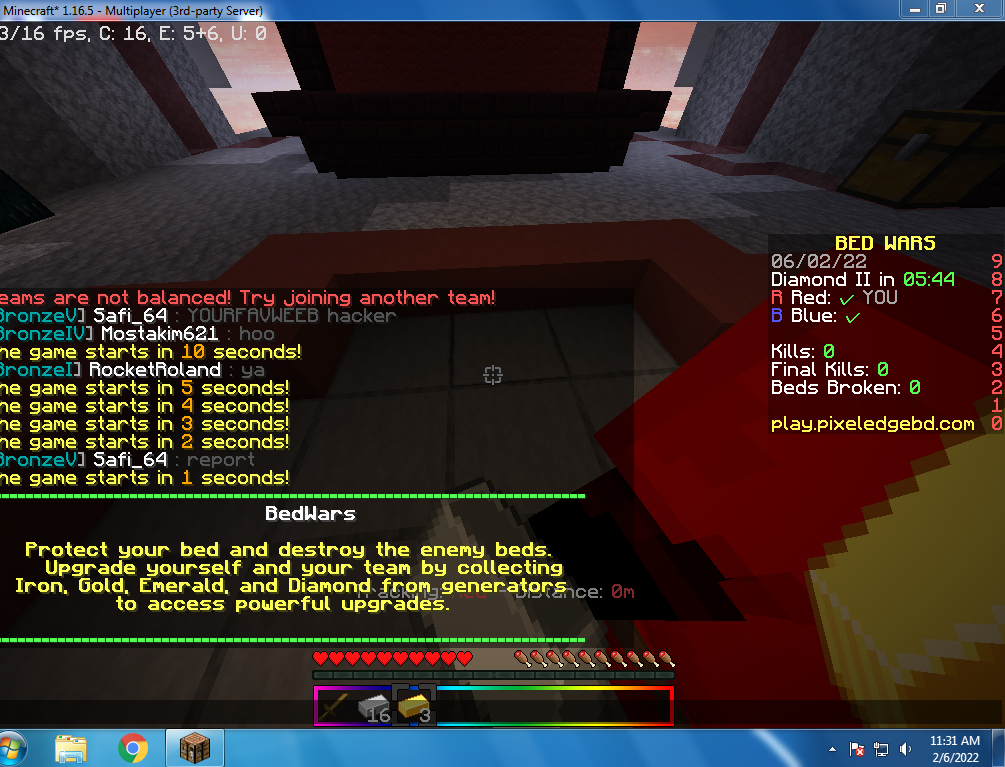 Minecraft* 1.16.5 - Multiplayer (3rd-party Server)
3/16 fps, C: 16, E: 5+6, U: 0
eams are not balanced! Try joining another team!
BronzeV] Safi_64 : YOURFAVWEEB hacker
BronzeIV] Mostakim621 : hoo
he game starts in 10 seconds!
BronzeI] RocketRoland : ya
he game starts in 5 seconds!
he game starts in 4 seconds!
he game starts in 3 seconds!
he game starts in 2 seconds!
BronzeV] Safi_64 : report
he game starts in 1 seconds!
BedWars
Protect your bed and destroy the enemy beds.
Upgrade yourself and your team by collecting
Iron, Gold, Emerald, and Diamond from generators
to access powerful upgrades.
Tracking: Red - Distance: 0m
BED WARS
06/02/22 9
Diamond II in 05:44 8
R Red: ✓ YOU 7
B Blue: ✓ 6
5
Kills: 0 4
Final Kills: 0 3
Beds Broken: 0 2
1
play.pixeledgebd.com 0
16 3
11:31 AM
2/6/2022